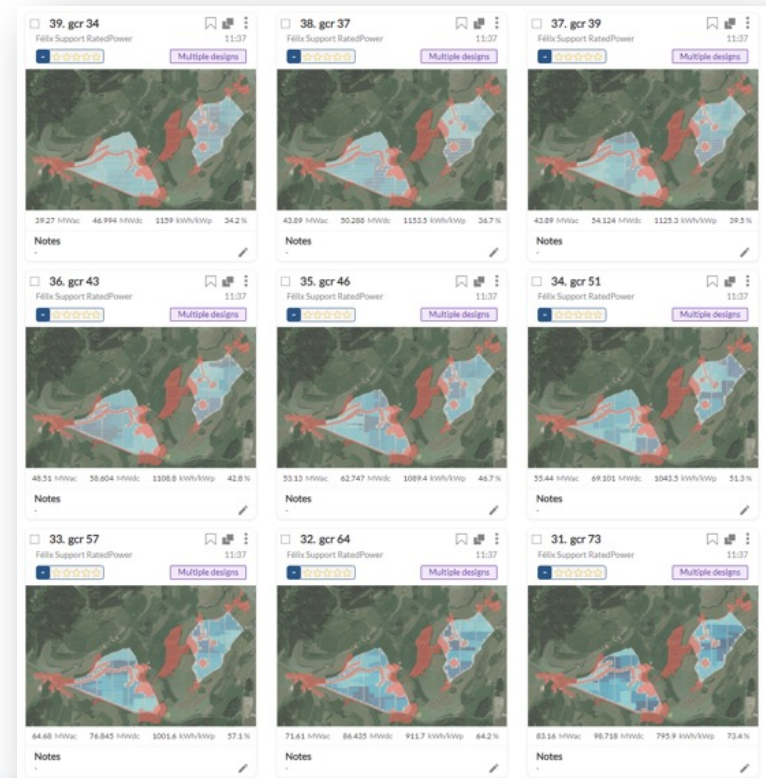 39. gcr 34
Félix Support RatedPower 11:37
- Multiple designs
39.27 MWac 46.994 MWdc 1159 kWh/kWp 34.2 %
Notes
-
38. gcr 37
Félix Support RatedPower 11:37
- Multiple designs
43.89 MWac 50.288 MWdc 1153.5 kWh/kWp 36.7 %
Notes
-
37. gcr 39
Félix Support RatedPower 11:37
- Multiple designs
43.89 MWac 54.124 MWdc 1125.3 kWh/kWp 39.5 %
Notes
-
36. gcr 43
Félix Support RatedPower 11:37
- Multiple designs
48.51 MWac 58.604 MWdc 1108.8 kWh/kWp 42.8 %
Notes
-
35. gcr 46
Félix Support RatedPower 11:37
- Multiple designs
53.13 MWac 62.747 MWdc 1089.4 kWh/kWp 46.7 %
Notes
-
34. gcr 51
Félix Support RatedPower 11:37
- Multiple designs
55.44 MWac 69.101 MWdc 1043.5 kWh/kWp 51.3 %
Notes
-
33. gcr 57
Félix Support RatedPower 11:37
- Multiple designs
64.68 MWac 76.845 MWdc 1001.6 kWh/kWp 57.1 %
Notes
-
32. gcr 64
Félix Support RatedPower 11:37
- Multiple designs
71.61 MWac 86.435 MWdc 911.7 kWh/kWp 64.2 %
Notes
-
31. gcr 73
Félix Support RatedPower 11:37
- Multiple designs
83.16 MWac 98.718 MWdc 795.9 kWh/kWp 73.4 %
Notes
-